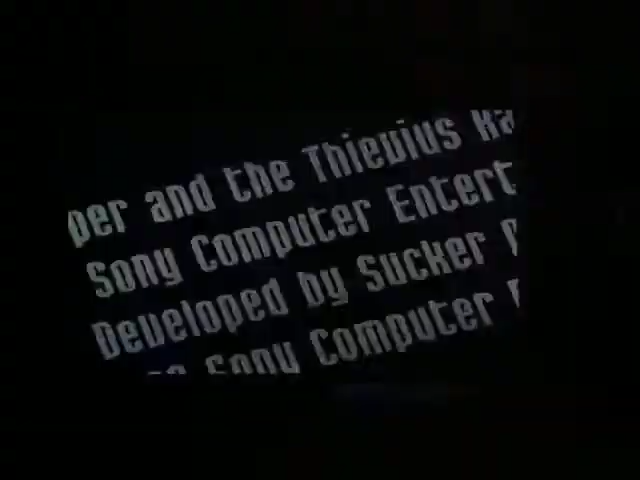 per and the Thievius Ra
Sony Computer Entert
Developed by Sucker P
Sony Computer